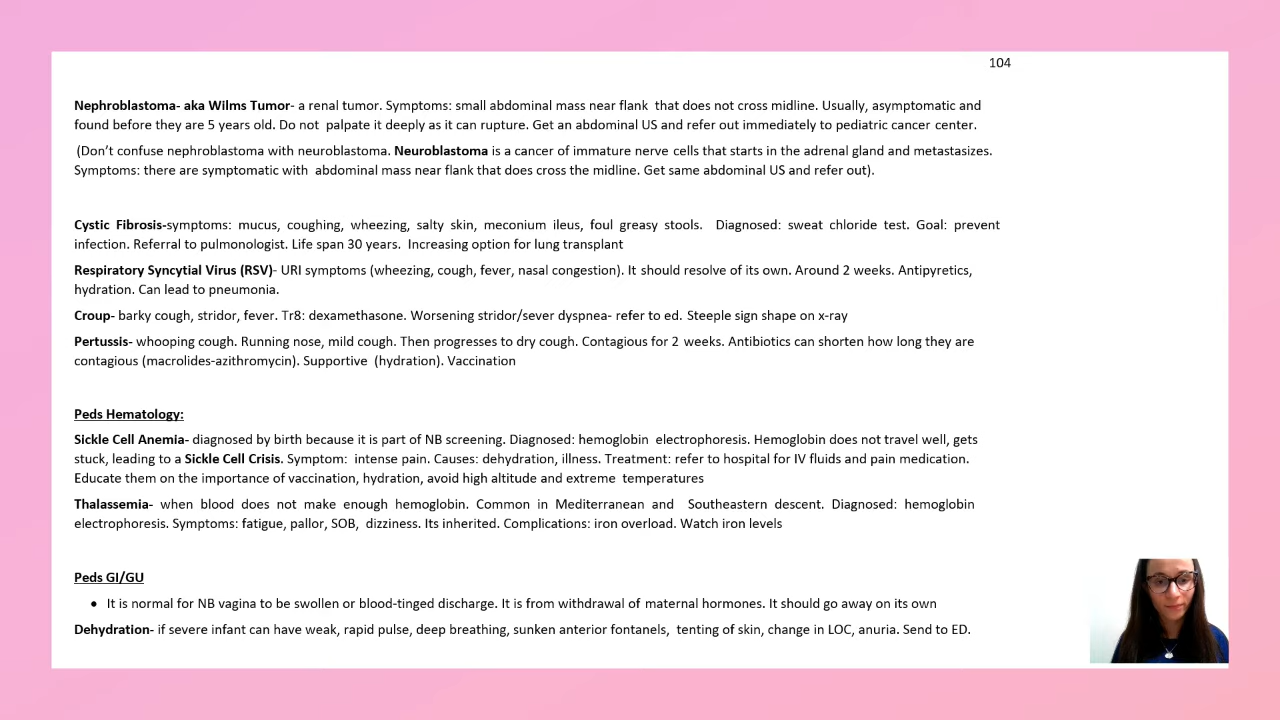 104
Nephroblastoma- aka Wilms Tumor- a renal tumor. Symptoms: small abdominal mass near flank that does not cross midline. Usually, asymptomatic and
found before they are 5 years old. Do not palpate it deeply as it can rupture. Get an abdominal US and refer out immediately to pediatric cancer center.
(Don’t confuse nephroblastoma with neuroblastoma. Neuroblastoma is a cancer of immature nerve cells that starts in the adrenal gland and metastasizes.
Symptoms: there are symptomatic with abdominal mass near flank that does cross the midline. Get same abdominal US and refer out).
Cystic Fibrosis-symptoms: mucus, coughing, wheezing, salty skin, meconium ileus, foul greasy stools. Diagnosed: sweat chloride test. Goal: prevent
infection. Referral to pulmonologist. Life span 30 years. Increasing option for lung transplant
Respiratory Syncytial Virus (RSV)- URI symptoms (wheezing, cough, fever, nasal congestion). It should resolve of its own. Around 2 weeks. Antipyretics,
hydration. Can lead to pneumonia.
Croup- barky cough, stridor, fever. Tr8: dexamethasone. Worsening stridor/sever dyspnea- refer to ed. Steeple sign shape on x-ray
Pertussis- whooping cough. Running nose, mild cough. Then progresses to dry cough. Contagious for 2 weeks. Antibiotics can shorten how long they are
contagious (macrolides-azithromycin). Supportive (hydration). Vaccination
Peds Hematology:
Sickle Cell Anemia- diagnosed by birth because it is part of NB screening. Diagnosed: hemoglobin electrophoresis. Hemoglobin does not travel well, gets
stuck, leading to a Sickle Cell Crisis. Symptom: intense pain. Causes: dehydration, illness. Treatment: refer to hospital for IV fluids and pain medication.
Educate them on the importance of vaccination, hydration, avoid high altitude and extreme temperatures
Thalassemia- when blood does not make enough hemoglobin. Common in Mediterranean and Southeastern descent. Diagnosed: hemoglobin
electrophoresis. Symptoms: fatigue, pallor, SOB, dizziness. Its inherited. Complications: iron overload. Watch iron levels
Peds GI/GU
• It is normal for NB vagina to be swollen or blood-tinged discharge. It is from withdrawal of maternal hormones. It should go away on its own
Dehydration- if severe infant can have weak, rapid pulse, deep breathing, sunken anterior fontanels, tenting of skin, change in LOC, anuria. Send to ED.